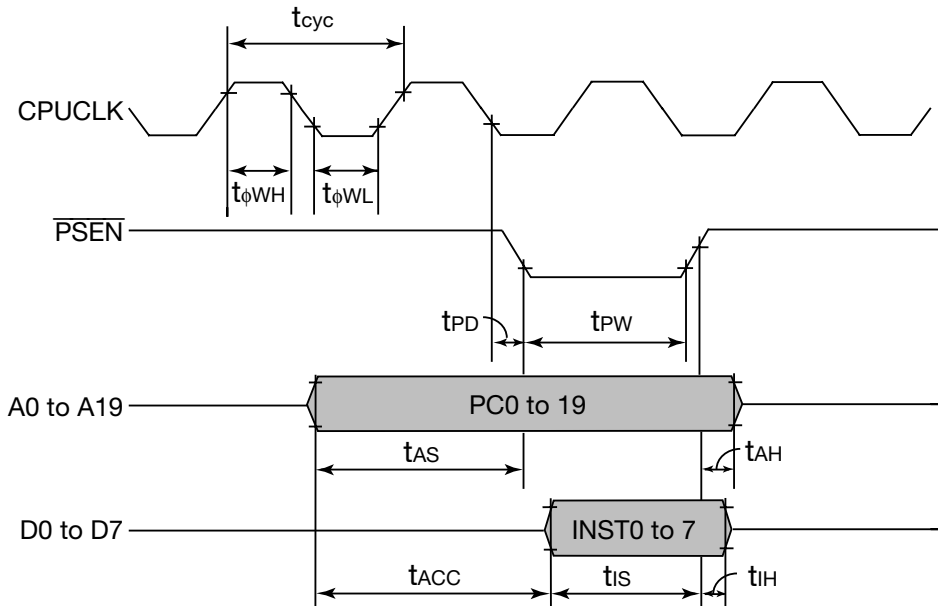 tcyc
CPUCLK
tϕWH
tϕWL
PSEN
tPD
tPW
A0 to A19
PC0 to 19
tAS
tAH
D0 to D7
INST0 to 7
tACC
tIS
tIH